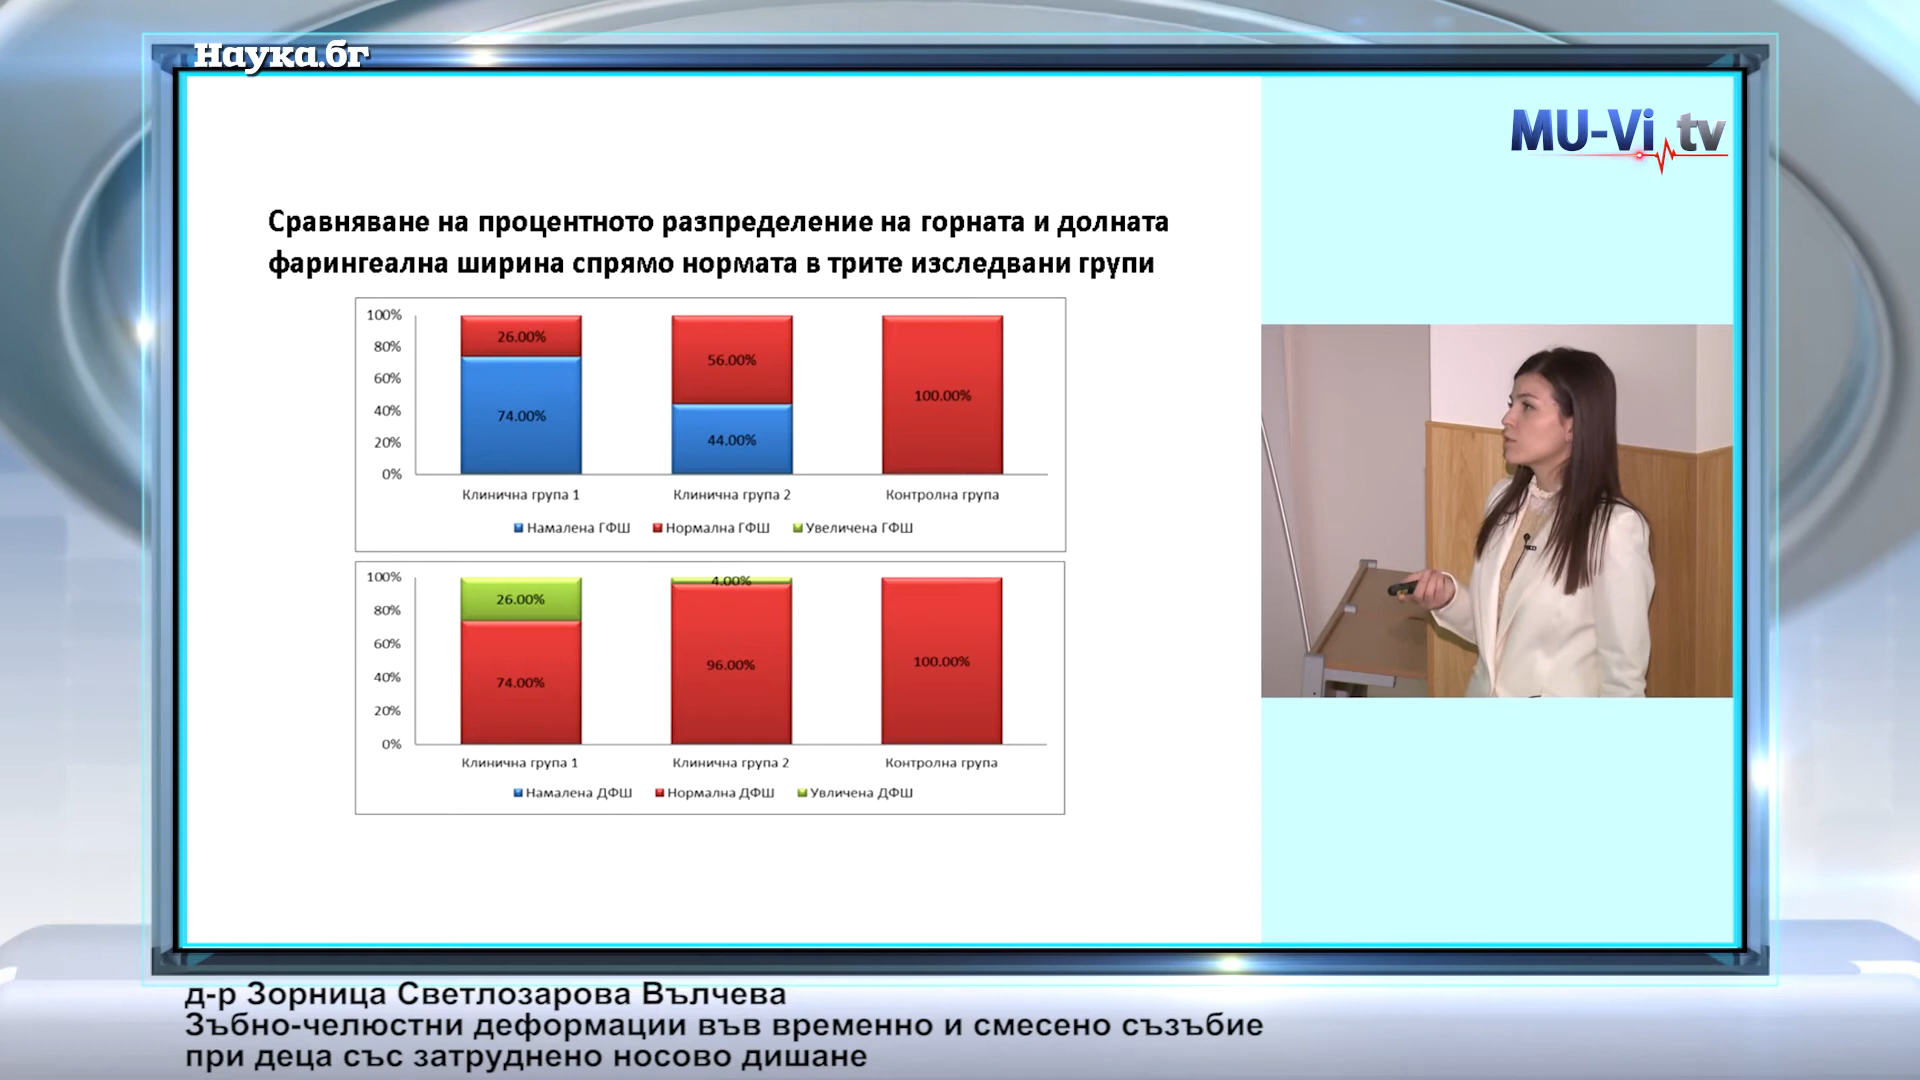 Наука.бг
MU-Vi.tv
Сравняване на процентното разпределение на горната и долната
фарингеална ширина спрямо нормата в трите изследвани групи
100%
80%
60%
40%
20%
0%
26.00%
74.00%
56.00%
44.00%
100.00%
Клинична група 1
Клинична група 2
Контролна група
Намалена ГФШ
Нормална ГФШ
Увеличена ГФШ
100%
80%
60%
40%
20%
0%
26.00%
74.00%
4.00%
96.00%
100.00%
Клинична група 1
Клинична група 2
Контролна група
Намалена ДФШ
Нормална ДФШ
Увличена ДФШ
д-р Зорница Светлозарова Вълчева
Зъбно-челюстни деформации във временно и смесено съзъбие
при деца със затруднено носово дишане